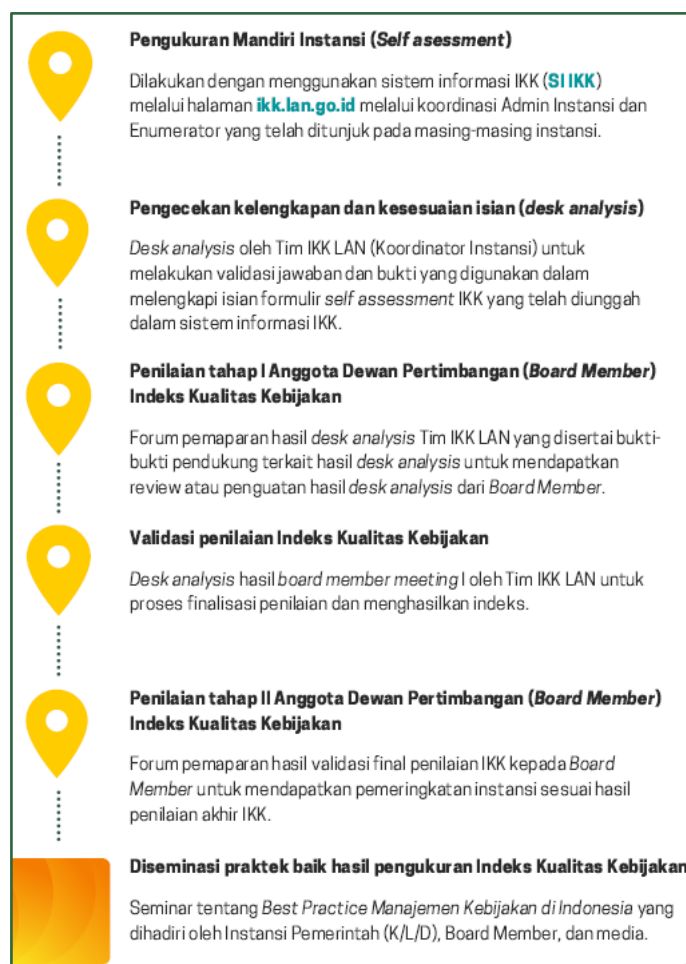 Pengukuran Mandiri Instansi (Self asessment)
Dilakukan dengan menggunakan sistem informasi IKK (SI IKK)
melalui halaman ikk.lan.go.id melalui koordinasi Admin Instansi dan
Enumerator yang telah ditunjuk pada masing-masing instansi.
Pengecekan kelengkapan dan kesesuaian isian (desk analysis)
Desk analysis oleh Tim IKK LAN (Koordinator Instansi) untuk
melakukan validasi jawaban dan bukti yang digunakan dalam
melengkapi isian formulir self assessment IKK yang telah diunggah
dalam sistem informasi IKK.
Penilaian tahap I Anggota Dewan Pertimbangan (Board Member)
Indeks Kualitas Kebijakan
Forum pemaparan hasil desk analysis Tim IKK LAN yang disertai bukti-
bukti pendukung terkait hasil desk analysis untuk mendapatkan
review atau penguatan hasil desk analysis dari Board Member.
Validasi penilaian Indeks Kualitas Kebijakan
Desk analysis hasil board member meeting I oleh Tim IKK LAN untuk
proses finalisasi penilaian dan menghasilkan indeks.
Penilaian tahap II Anggota Dewan Pertimbangan (Board Member)
Indeks Kualitas Kebijakan
Forum pemaparan hasil validasi final penilaian IKK kepada Board
Member untuk mendapatkan pemeringkatan instansi sesuai hasil
penilaian akhir IKK.
Diseminasi praktek baik hasil pengukuran Indeks Kualitas Kebijakan
Seminar tentang Best Practice Manajemen Kebijakan di Indonesia yang
dihadiri oleh Instansi Pemerintah (K/L/D), Board Member, dan media.